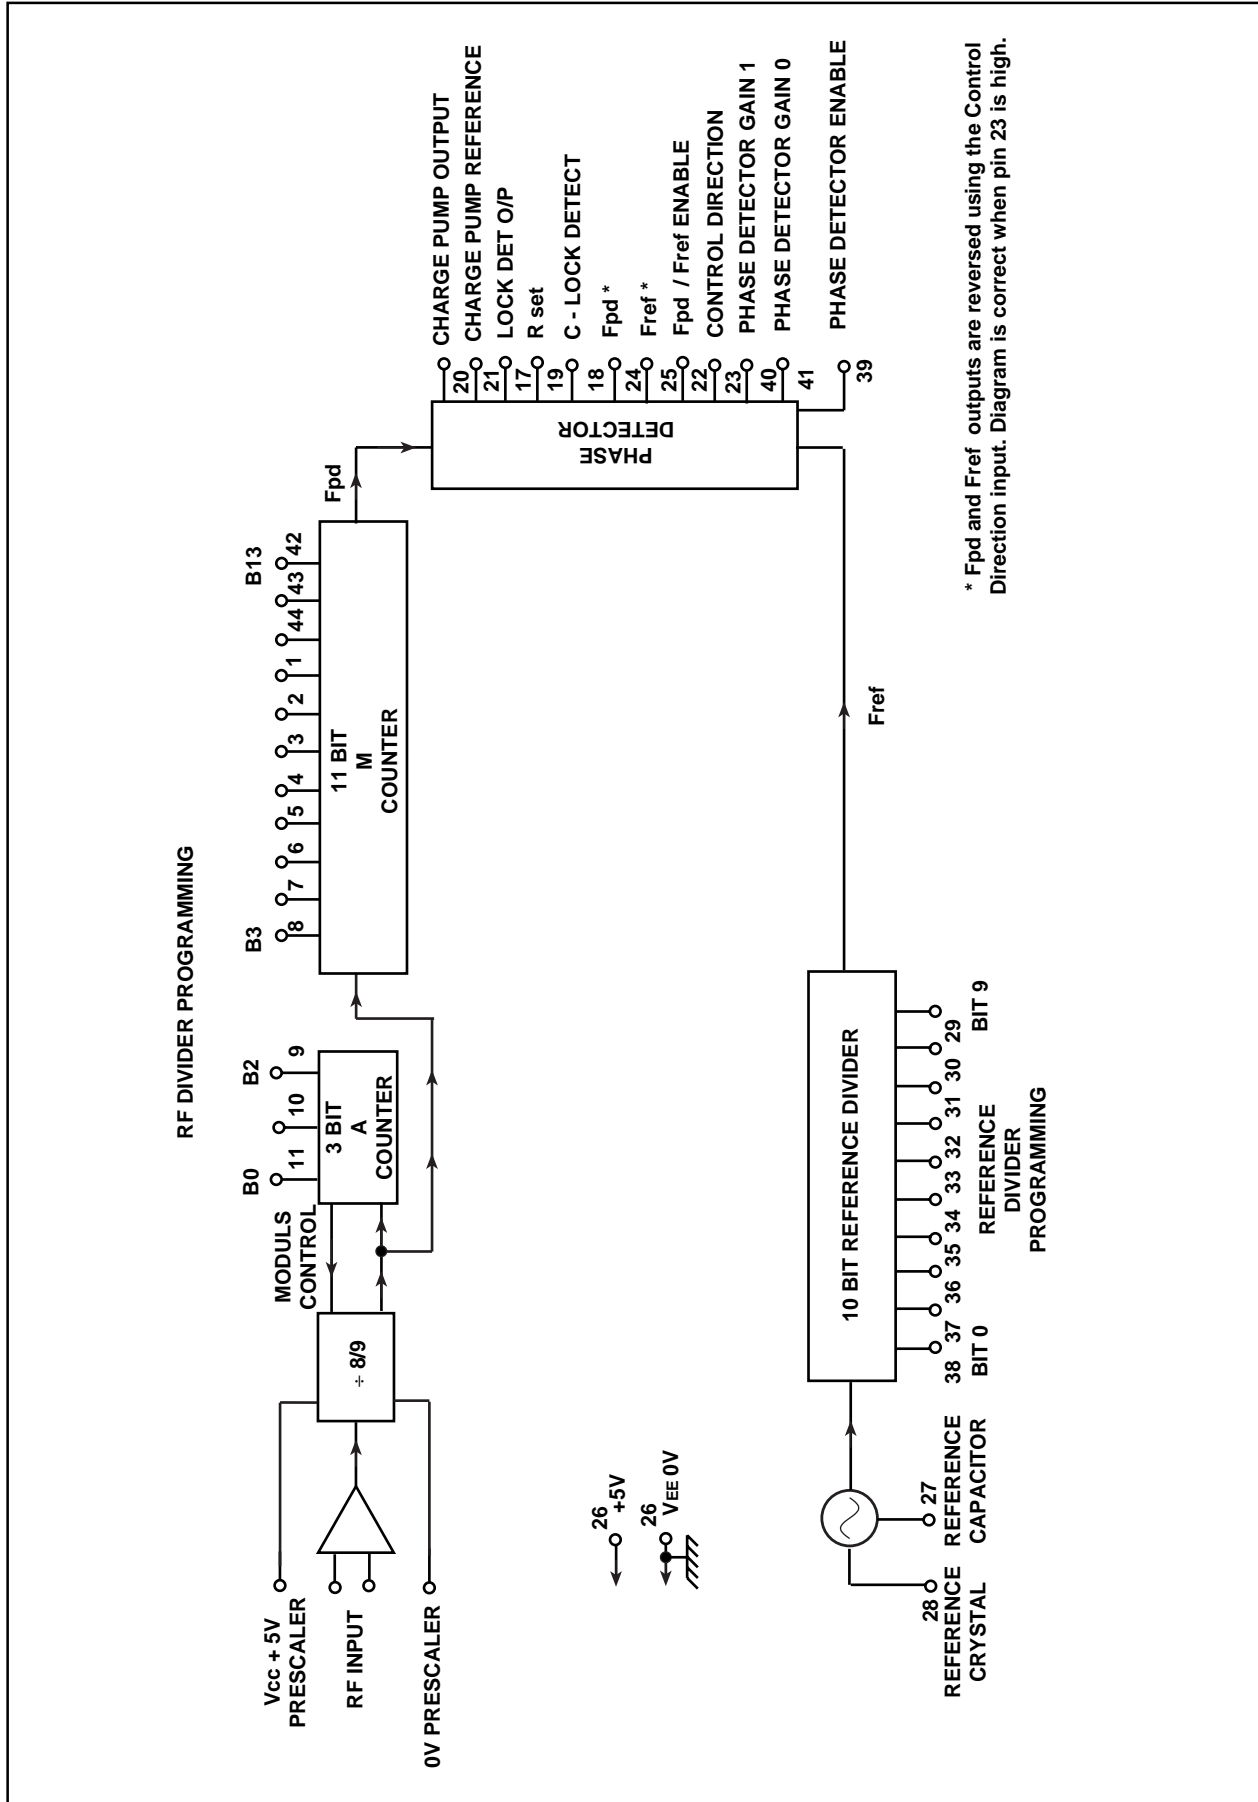 RF DIVIDER PROGRAMMING
B0
B2
B3
B13
11
10
9
8
7
6
5
4
3
2
1
44
43
42
MODULS
CONTROL
3 BIT
A
COUNTER
11 BIT
M
COUNTER
Fpd
Vcc + 5V
PRESCALER
RF INPUT
0V PRESCALER
÷ 8/9
PHASE
DETECTOR
20
CHARGE PUMP OUTPUT
21
CHARGE PUMP REFERENCE
17
LOCK DET O/P
19
R set
18
C - LOCK DETECT
24
Fpd *
25
Fref *
22
Fpd / Fref ENABLE
23
CONTROL DIRECTION
40
PHASE DETECTOR GAIN 1
41
PHASE DETECTOR GAIN 0
39
PHASE DETECTOR ENABLE
26
+5V
26
VEE 0V
10 BIT REFERENCE DIVIDER
Fref
28
REFERENCE
CRYSTAL
27
REFERENCE
CAPACITOR
38
37
36
35
34
33
32
31
30
29
BIT 0
BIT 9
REFERENCE
DIVIDER
PROGRAMMING
* Fpd and Fref outputs are reversed using the Control
Direction input. Diagram is correct when pin 23 is high.